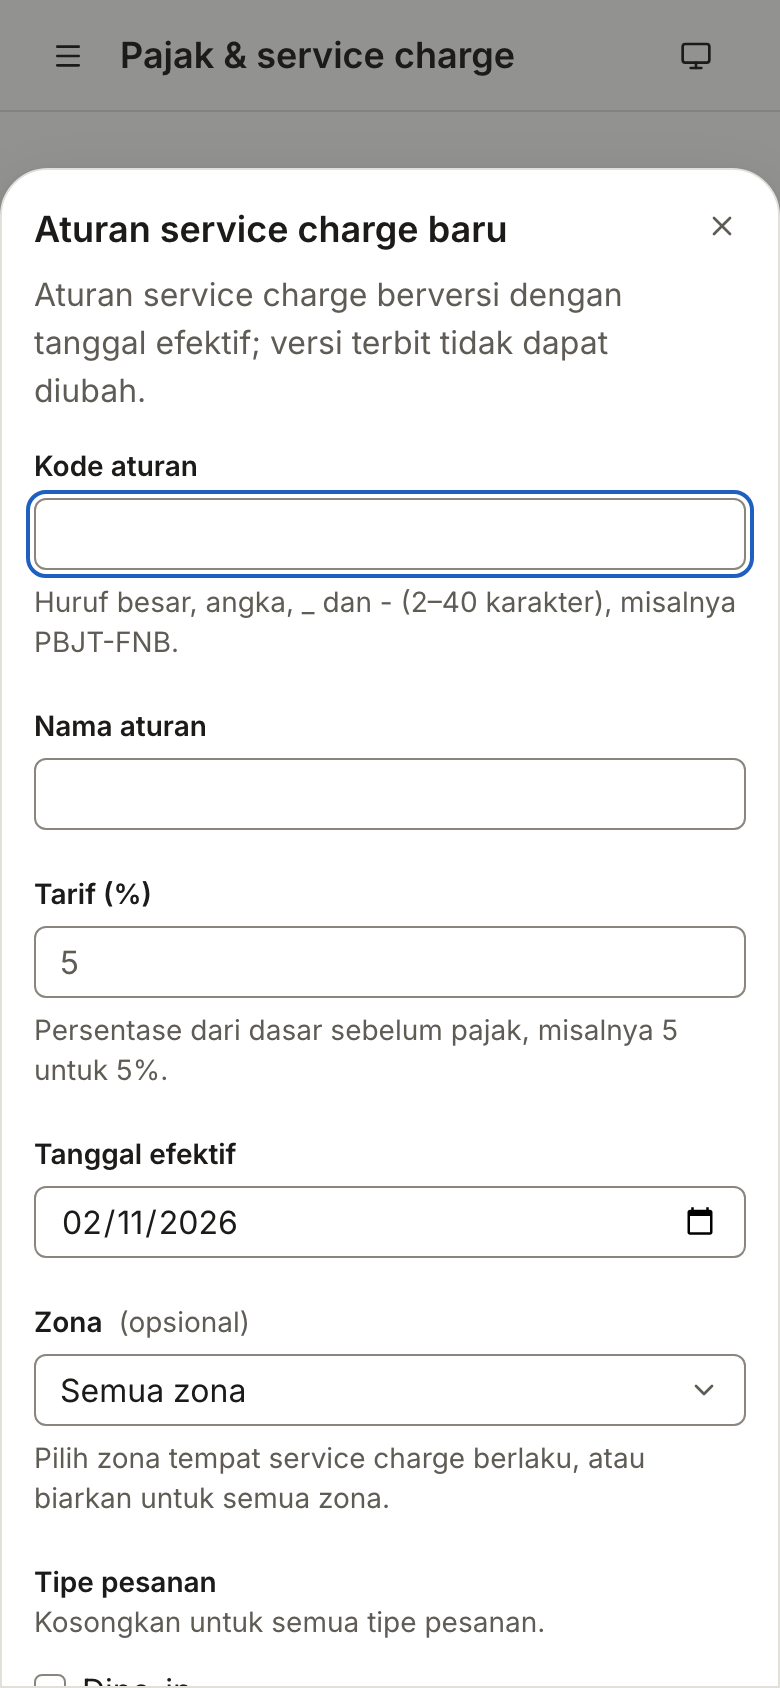 Pajak & service charge
Aturan service charge baru
Aturan service charge berversi dengan
tanggal efektif; versi terbit tidak dapat
diubah.
Kode aturan
Huruf besar, angka, _ dan - (2–40 karakter), misalnya
PBJT-FNB.
Nama aturan
Tarif (%)
5
Persentase dari dasar sebelum pajak, misalnya 5
untuk 5%.
Tanggal efektif
02/11/2026
Zona (opsional)
Semua zona
Pilih zona tempat service charge berlaku, atau
biarkan untuk semua zona.
Tipe pesanan
Kosongkan untuk semua tipe pesanan.